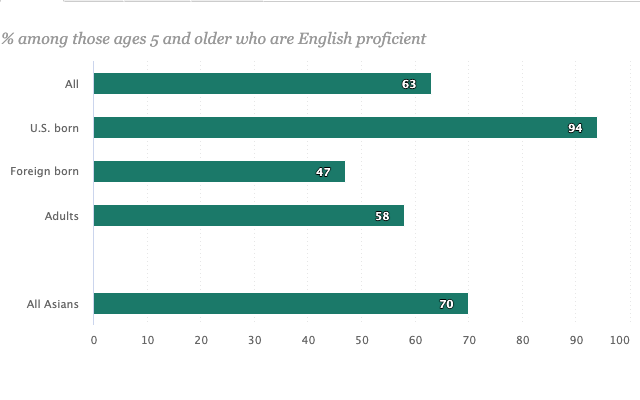 % among those ages 5 and older who are English proficient
All 63
U.S. born 94
Foreign born 47
Adults 58
All Asians 70
0 10 20 30 40 50 60 70 80 90 100